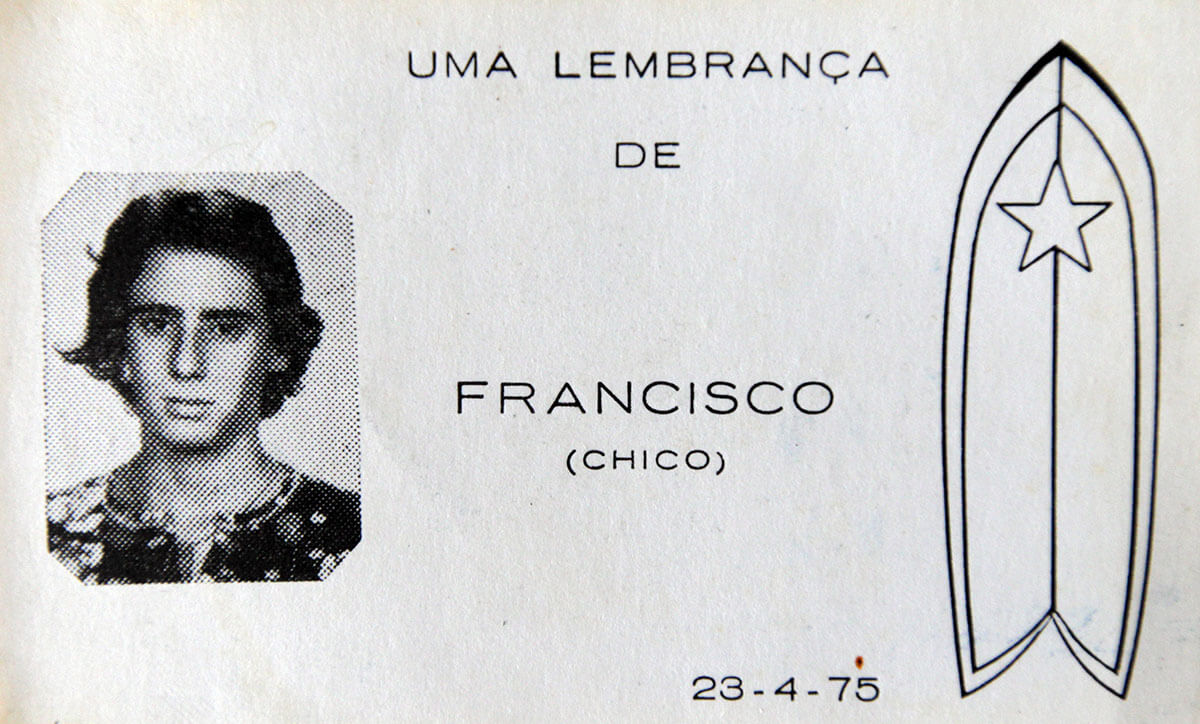 UMA LEMBRANÇA
DE
FRANCISCO
(CHICO)
23-4-75